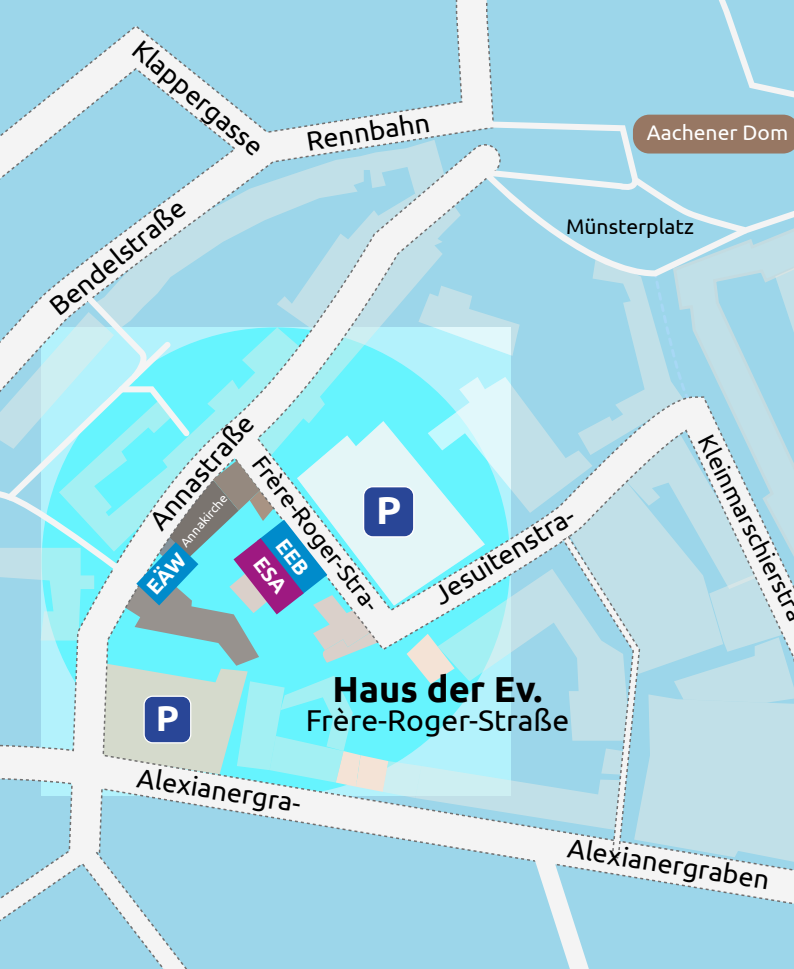 Klappergasse
Rennbahn
Aachener Dom
Münsterplatz
Bendelstraße
Annastraße
Frère-Roger-Stra-
Kleinmarschierstra
Annakirche
P
Jesuitenstra-
EEB
ESA
EÄW
Haus der Ev.
Frère-Roger-Straße
P
Alexianergra-
Alexianergraben